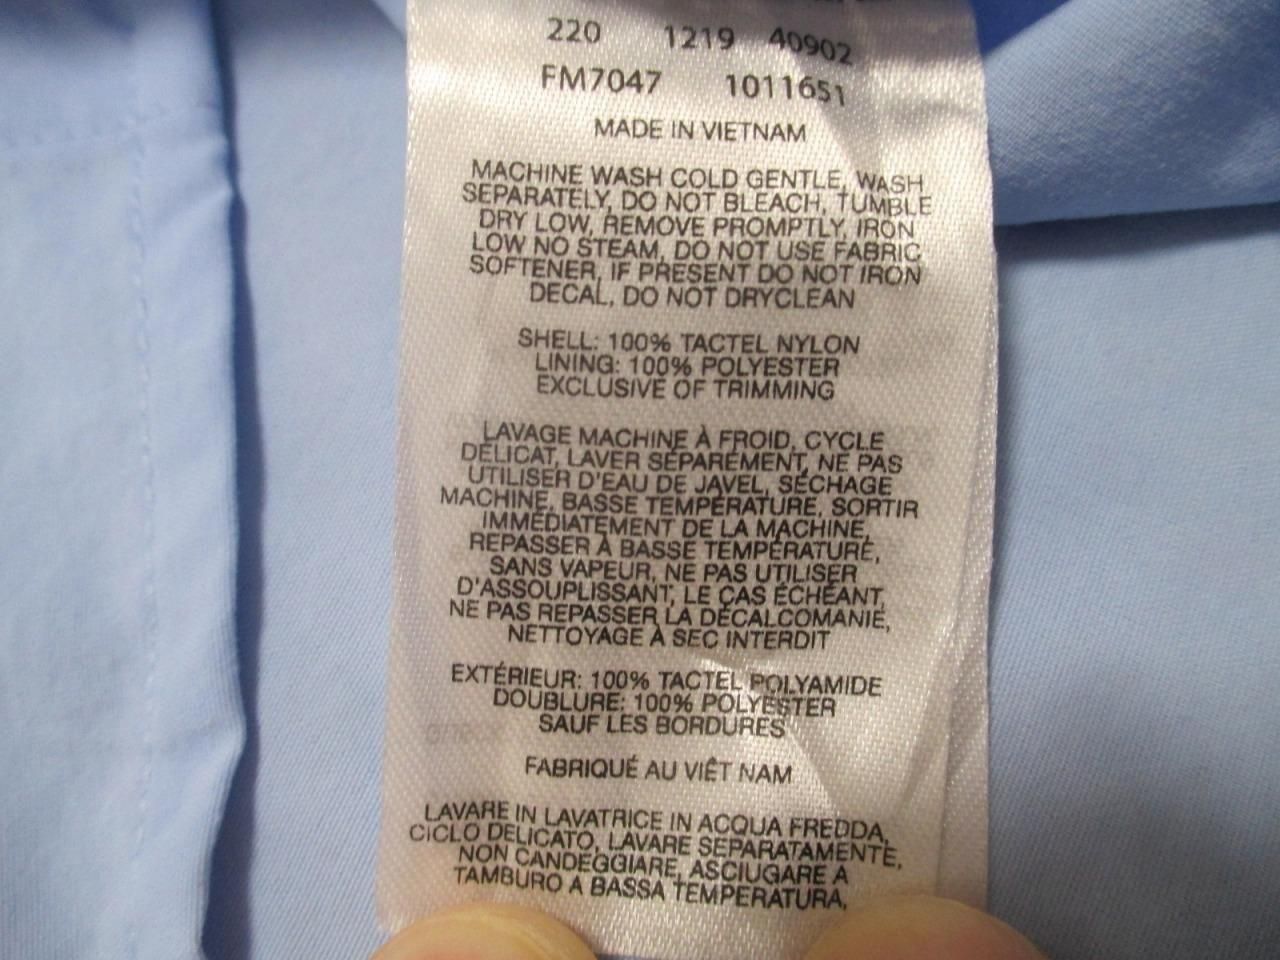 220 1219 40902
FM7047 1011651
MADE IN VIETNAM
MACHINE WASH COLD GENTLE, WASH
SEPARATELY, DO NOT BLEACH, TUMBLE
DRY LOW, REMOVE PROMPTLY, IRON
LOW NO STEAM, DO NOT USE FABRIC
SOFTENER, IF PRESENT DO NOT IRON
DECAL, DO NOT DRYCLEAN
SHELL: 100% TACTEL NYLON
LINING: 100% POLYESTER
EXCLUSIVE OF TRIMMING
LAVAGE MACHINE À FROID, CYCLE
DÉLICAT, LAVER SÉPARÉMENT, NE PAS
UTILISER D'EAU DE JAVEL, SÉCHAGE
MACHINE, BASSE TEMPÉRATURE, SORTIR
IMMÉDIATEMENT DE LA MACHINE,
REPASSER À BASSE TEMPÉRATURE,
SANS VAPEUR, NE PAS UTILISER
D'ASSOUPLISSANT, LE CAS ÉCHÉANT,
NE PAS REPASSER LA DÉCALCOMANIE,
NETTOYAGE À SEC INTERDIT
EXTÉRIEUR: 100% TACTEL POLYAMIDE
DOUBLURE: 100% POLYESTER
SAUF LES BORDURES
FABRIQUÉ AU VIÊT NAM
LAVARE IN LAVATRICE IN ACQUA FREDDA,
CICLO DELICATO, LAVARE SEPARATAMENTE,
NON CANDEGGIARE, ASCIUGARE A
TAMBURO A BASSA TEMPERATURA,